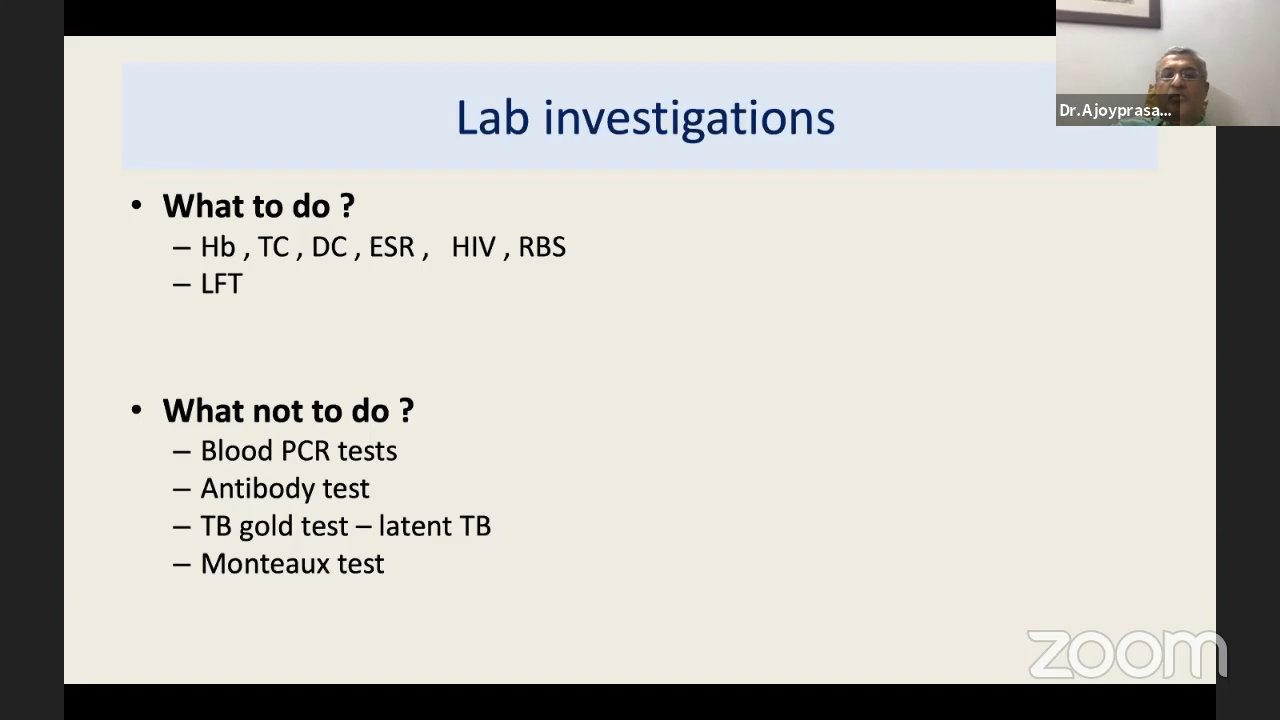 Dr.Ajoyprasa...
Lab investigations
• What to do ?
– Hb , TC , DC , ESR , HIV , RBS
– LFT
• What not to do ?
– Blood PCR tests
– Antibody test
– TB gold test – latent TB
– Monteaux test
zoom